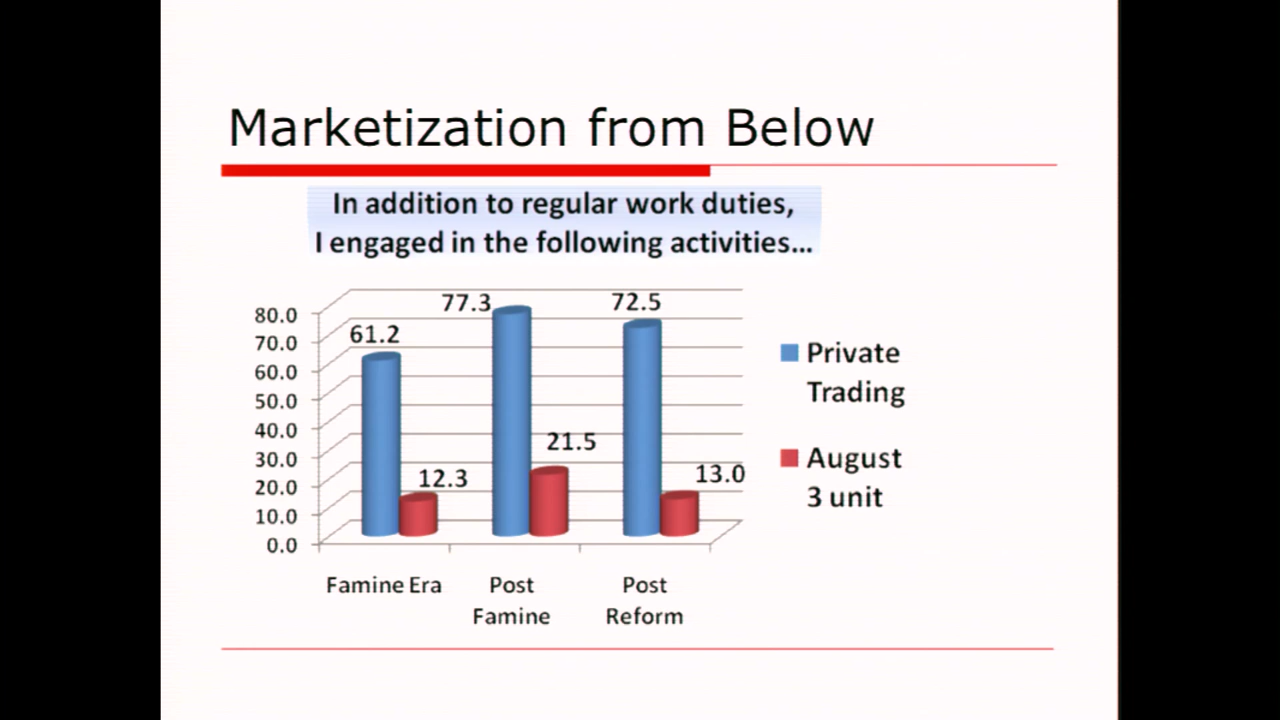 Marketization from Below
In addition to regular work duties,
I engaged in the following activities...
80.0
70.0
60.0
50.0
40.0
30.0
20.0
10.0
0.0
61.2
12.3
77.3
21.5
72.5
13.0
Famine Era
Post
Famine
Post
Reform
Private
Trading
August
3 unit